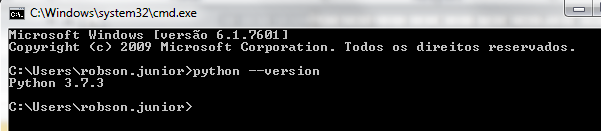 C:\Windows\system32\cmd.exe
Microsoft Windows [versão 6.1.7601]
Copyright (c) 2009 Microsoft Corporation. Todos os direitos reservados.
C:\Users\robson.junior>python --version
Python 3.7.3
C:\Users\robson.junior>